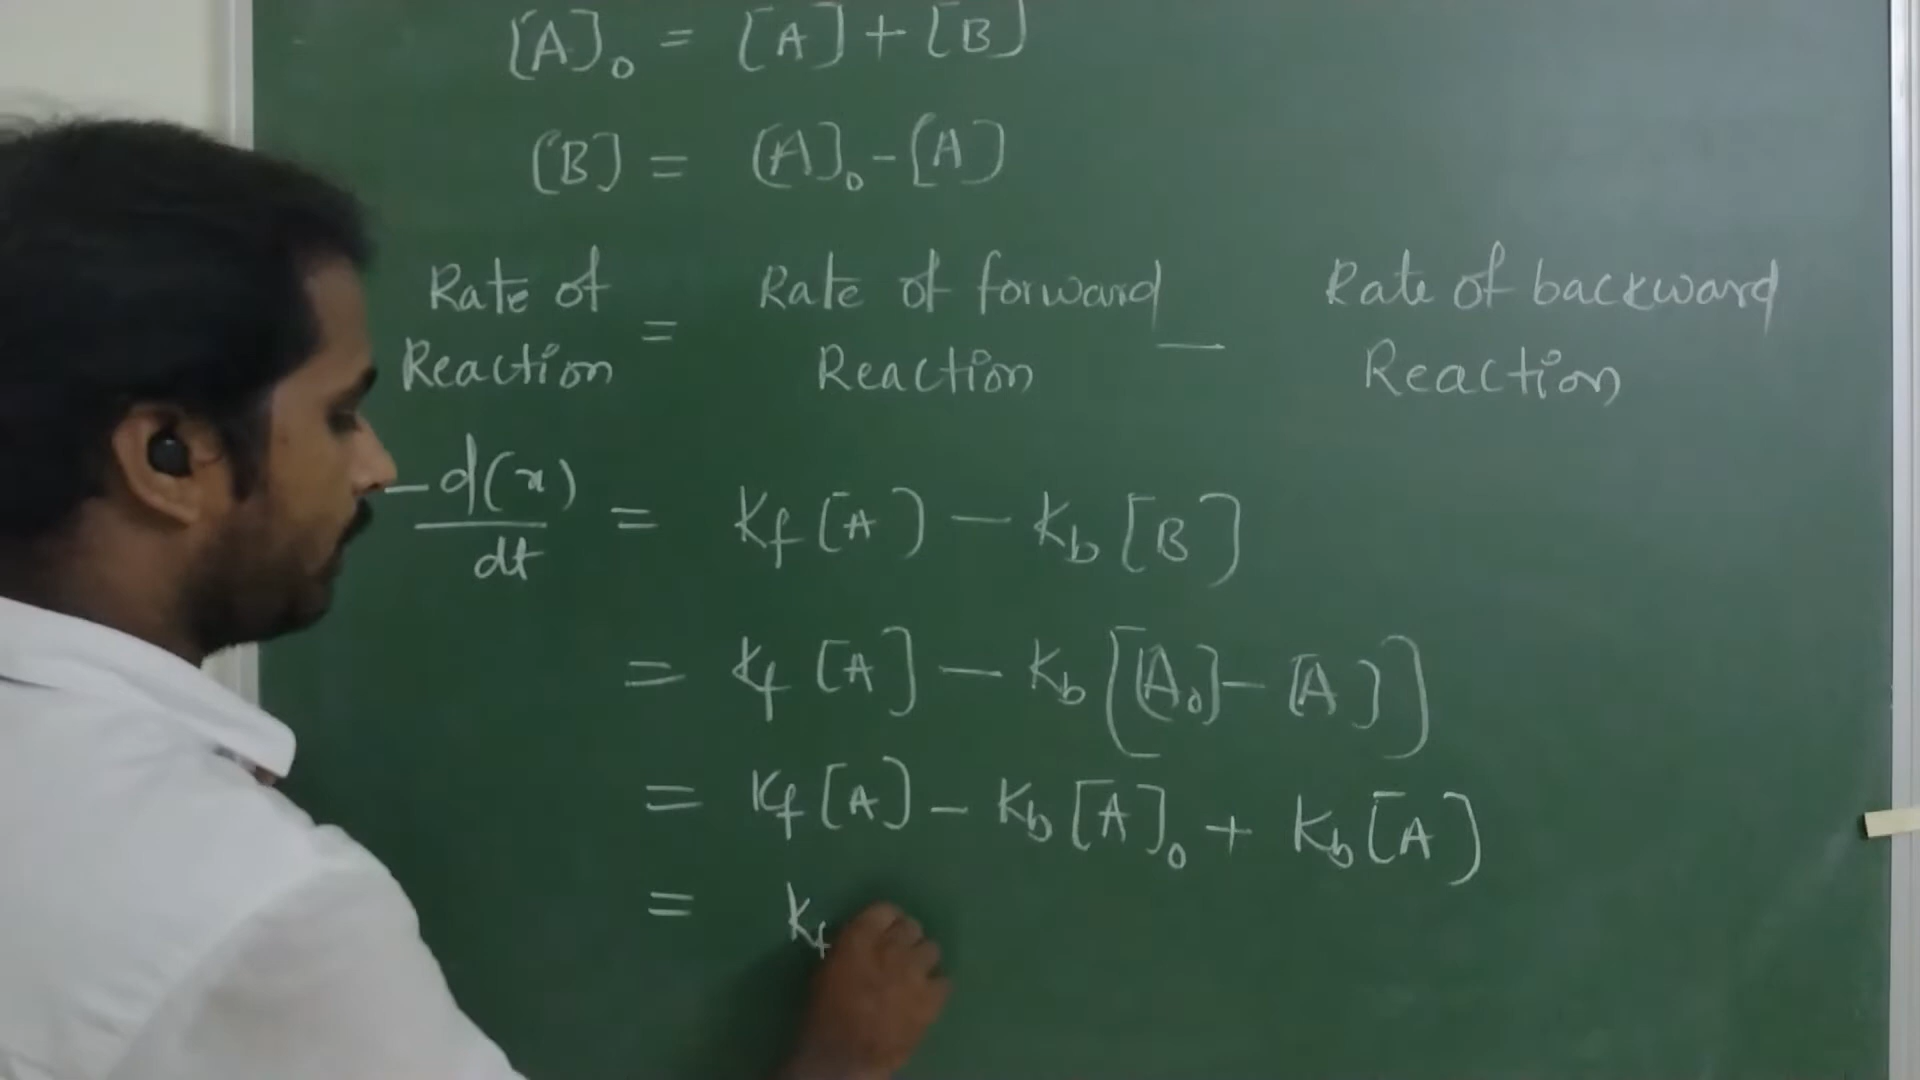 [A]₀ = [A] + [B]
[B] = [A]₀ - [A]
Rate of Reaction = Rate of forward Reaction — Rate of backward Reaction
-d(x)/dt = Kf [A] — Kb [B]
= Kf [A] — Kb [[A₀] - [A]]
= Kf [A] - Kb [A]₀ + Kb [A]
= Kf